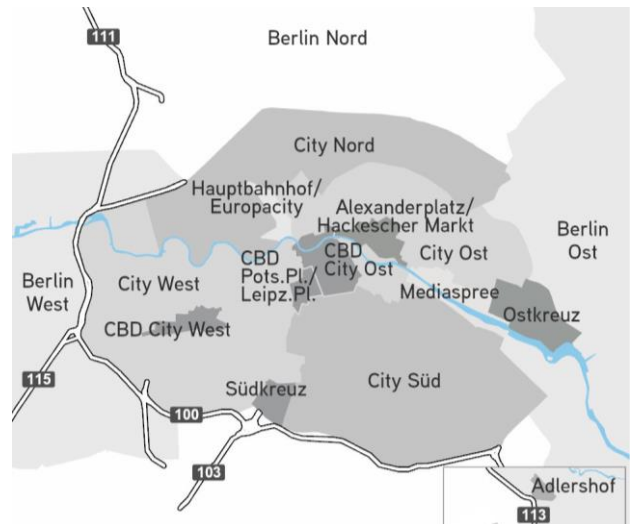 111
Berlin Nord
City Nord
Hauptbahnhof/
Europacity
Alexanderplatz/
Hackescher Markt
Berlin
Ost
City Ost
CBD
Pots.Pl./
Leipz.Pl.
CBD
City Ost
Berlin
West
City West
Mediaspree
Ostkreuz
CBD City West
115
Südkreuz
City Süd
100
103
Adlershof
113